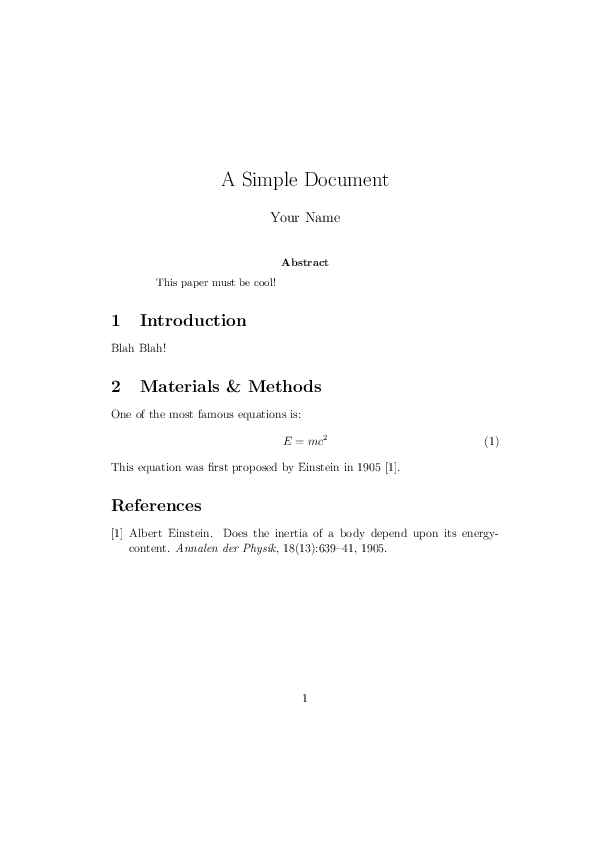 A Simple Document
Your Name
Abstract
This paper must be cool!
1 Introduction
Blah Blah!
2 Materials & Methods
One of the most famous equations is:
E = mc² (1)
This equation was first proposed by Einstein in 1905 [1].
References
[1] Albert Einstein. Does the inertia of a body depend upon its energy-
content. Annalen der Physik, 18(13):639–41, 1905.
1